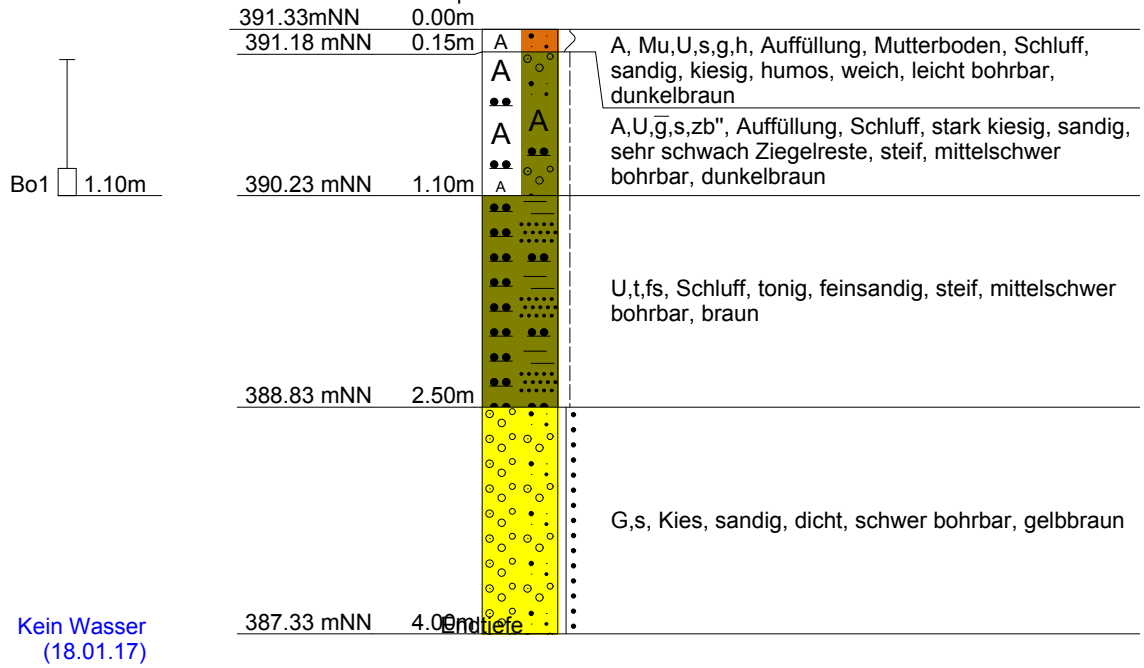 391.33mNN 0.00m
391.18 mNN 0.15m
A
A
A
A
A
A, Mu,U,s,g,h, Auffüllung, Mutterboden, Schluff,
sandig, kiesig, humos, weich, leicht bohrbar,
dunkelbraun
A,U,g̅,s,zb", Auffüllung, Schluff, stark kiesig, sandig,
sehr schwach Ziegelreste, steif, mittelschwer
bohrbar, dunkelbraun
Bo1 1.10m
390.23 mNN 1.10m
U,t,fs, Schluff, tonig, feinsandig, steif, mittelschwer
bohrbar, braun
388.83 mNN 2.50m
G,s, Kies, sandig, dicht, schwer bohrbar, gelbbraun
387.33 mNN 4.00m
Endtiefe
Kein Wasser
(18.01.17)